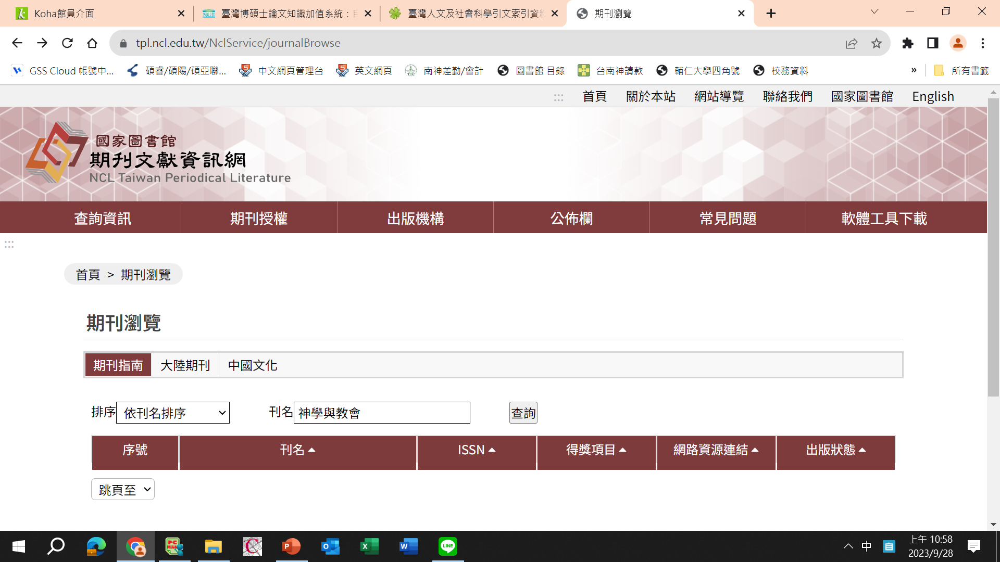 Koha館員介面
臺灣博碩士論文知識加值系統：
臺灣人文及社會科學引文索引資
期刊瀏覽
tpl.ncl.edu.tw/NclService/journalBrowse
GSS Cloud 帳號中...
碩睿/碩陽/碩亞聯...
中文網頁管理台
英文網頁
南神差勤/會計
圖書館 目錄
台南神請款
輔仁大學四角號
校務資料
»
所有書籤
首頁 關於本站 網站導覽 聯絡我們 國家圖書館 English
國家圖書館
期刊文獻資訊網
NCL Taiwan Periodical Literature
查詢資訊 期刊授權 出版機構 公佈欄 常見問題 軟體工具下載
首頁 > 期刊瀏覽
期刊瀏覽
期刊指南 大陸期刊 中國文化
排序 依刊名排序 刊名 神學與教會 查詢
序號 刊名 ISSN 得獎項目 網路資源連結 出版狀態
跳頁至
中
上午 10:58
2023/9/28